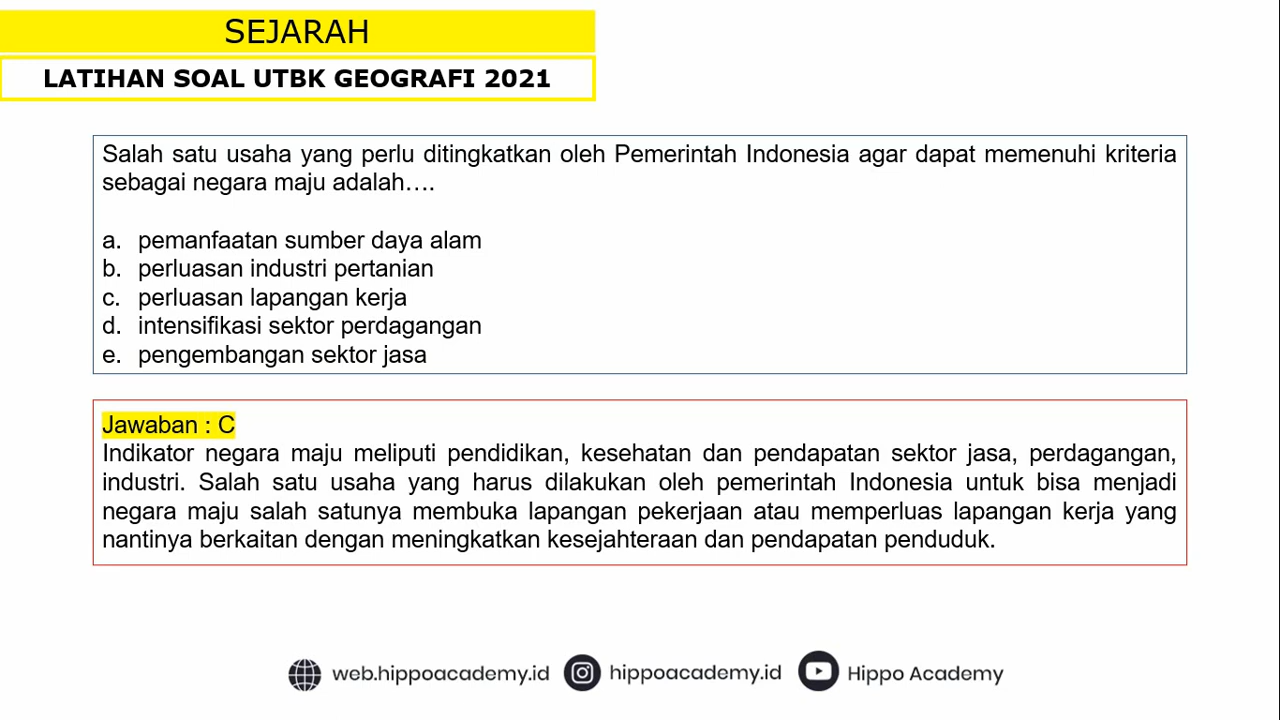 SEJARAH
LATIHAN SOAL UTBK GEOGRAFI 2021
Salah satu usaha yang perlu ditingkatkan oleh Pemerintah Indonesia agar dapat memenuhi kriteria
sebagai negara maju adalah….
a. pemanfaatan sumber daya alam
b. perluasan industri pertanian
c. perluasan lapangan kerja
d. intensifikasi sektor perdagangan
e. pengembangan sektor jasa
Jawaban : C
Indikator negara maju meliputi pendidikan, kesehatan dan pendapatan sektor jasa, perdagangan,
industri. Salah satu usaha yang harus dilakukan oleh pemerintah Indonesia untuk bisa menjadi
negara maju salah satunya membuka lapangan pekerjaan atau memperluas lapangan kerja yang
nantinya berkaitan dengan meningkatkan kesejahteraan dan pendapatan penduduk.
web.hippoacademy.id hippoacademy.id Hippo Academy